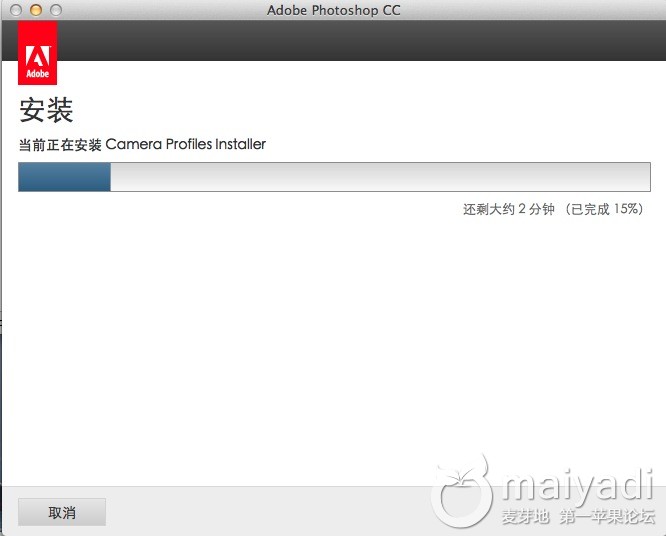 Adobe Photoshop CC
Adobe
安装
当前正在安装 Camera Profiles Installer
还剩大约 2 分钟 （已完成 15%）
取消
maiyadi
麦芽地 第一苹果论坛